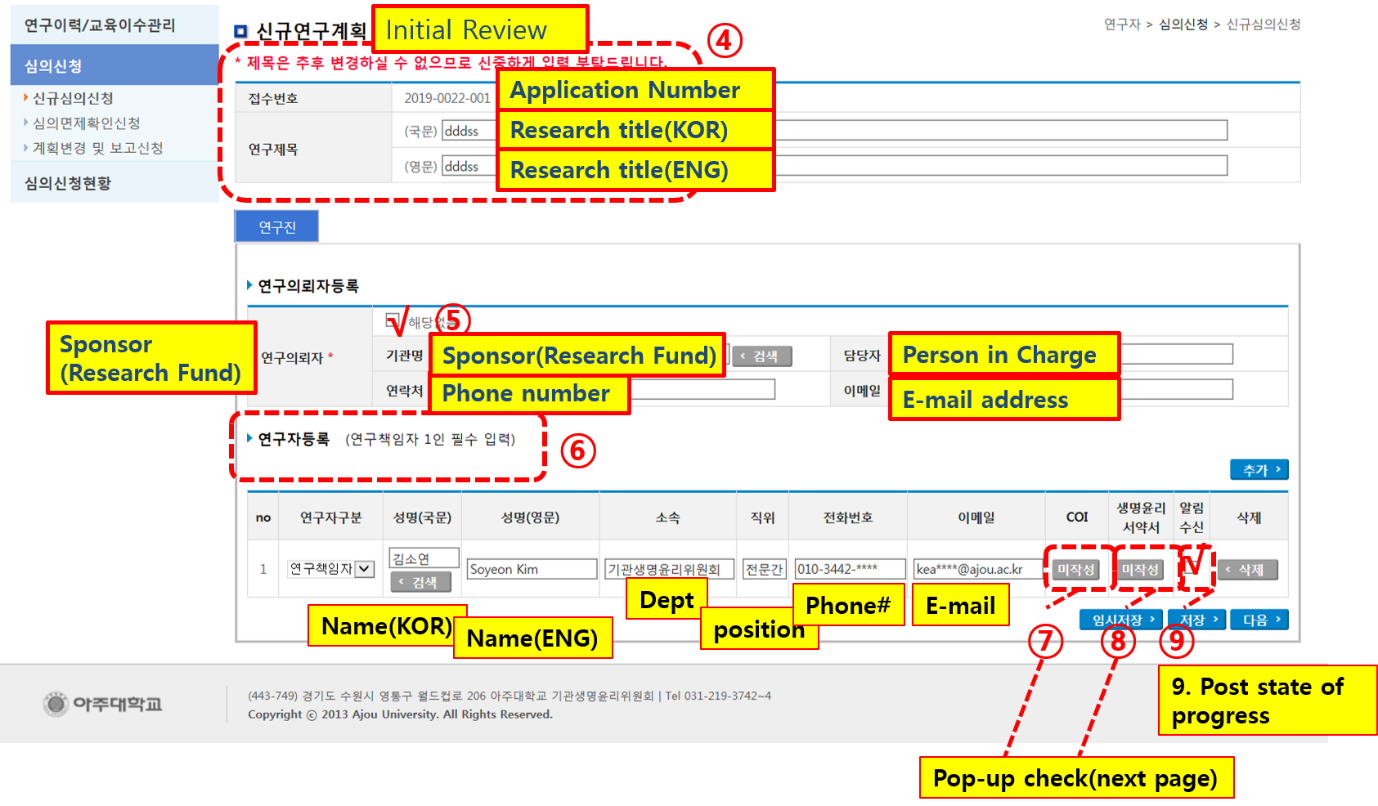 연구이력/교육이수관리
심의신청
신규심의신청
심의면제확인신청
계획변경 및 보고신청
심의신청현황
신규연구계획 Initial Review
연구자 > 심의신청 > 신규심의신청
④
* 제목은 추후 변경하실 수 없으므로 신중하게 입력 부탁드립니다.
접수번호 2019-0022-001 Application Number
연구제목
(국문) dddss Research title(KOR)
(영문) dddss Research title(ENG)
연구진
연구의뢰자등록
Sponsor
(Research Fund)
연구의뢰자 *
√ ⑤
기관명 Sponsor(Research Fund) < 검색 담당자 Person in Charge
연락처 Phone number 이메일 E-mail address
연구자등록 (연구책임자 1인 필수 입력) ⑥
추가 >
no 연구자구분 성명(국문) 성명(영문) 소속 직위 전화번호 이메일 COI 생명윤리 서약서 알림 수신 삭제
1 연구책임자 김소연 < 검색 Soyeon Kim 기관생명윤리위원회 전문간 010-3442-**** kea****@ajou.ac.kr 미작성 미작성 √ < 삭제
Name(KOR) Name(ENG) Dept position Phone# E-mail
임시저장 > 저장 > 다음 >
⑦ ⑧ ⑨
아주대학교
(443-749) 경기도 수원시 영통구 월드컵로 206 아주대학교 기관생명윤리위원회 | Tel 031-219-3742~4
Copyright ⓒ 2013 Ajou University. All Rights Reserved.
9. Post state of
progress
Pop-up check(next page)